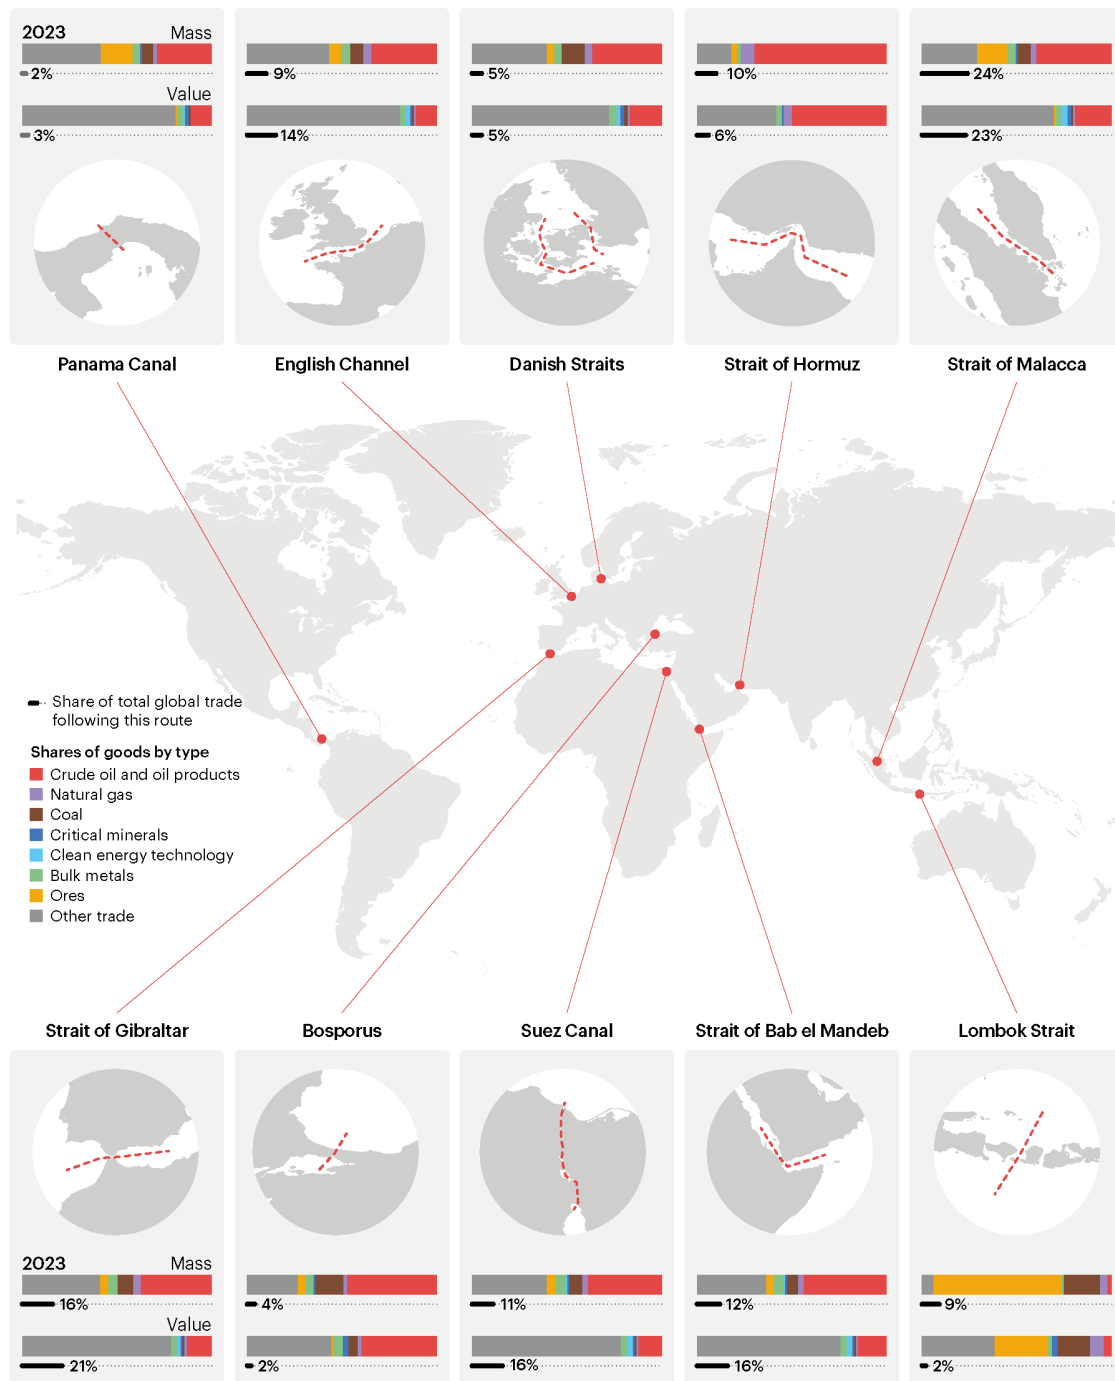 2023 Mass
2% 9% 5% 10% 24%
Value
3% 14% 5% 6% 23%
Panama Canal English Channel Danish Straits Strait of Hormuz Strait of Malacca
Share of total global trade
following this route
Shares of goods by type
Crude oil and oil products
Natural gas
Coal
Critical minerals
Clean energy technology
Bulk metals
Ores
Other trade
Strait of Gibraltar Bosporus Suez Canal Strait of Bab el Mandeb Lombok Strait
2023 Mass
16% 4% 11% 12% 9%
Value
21% 2% 16% 16% 2%